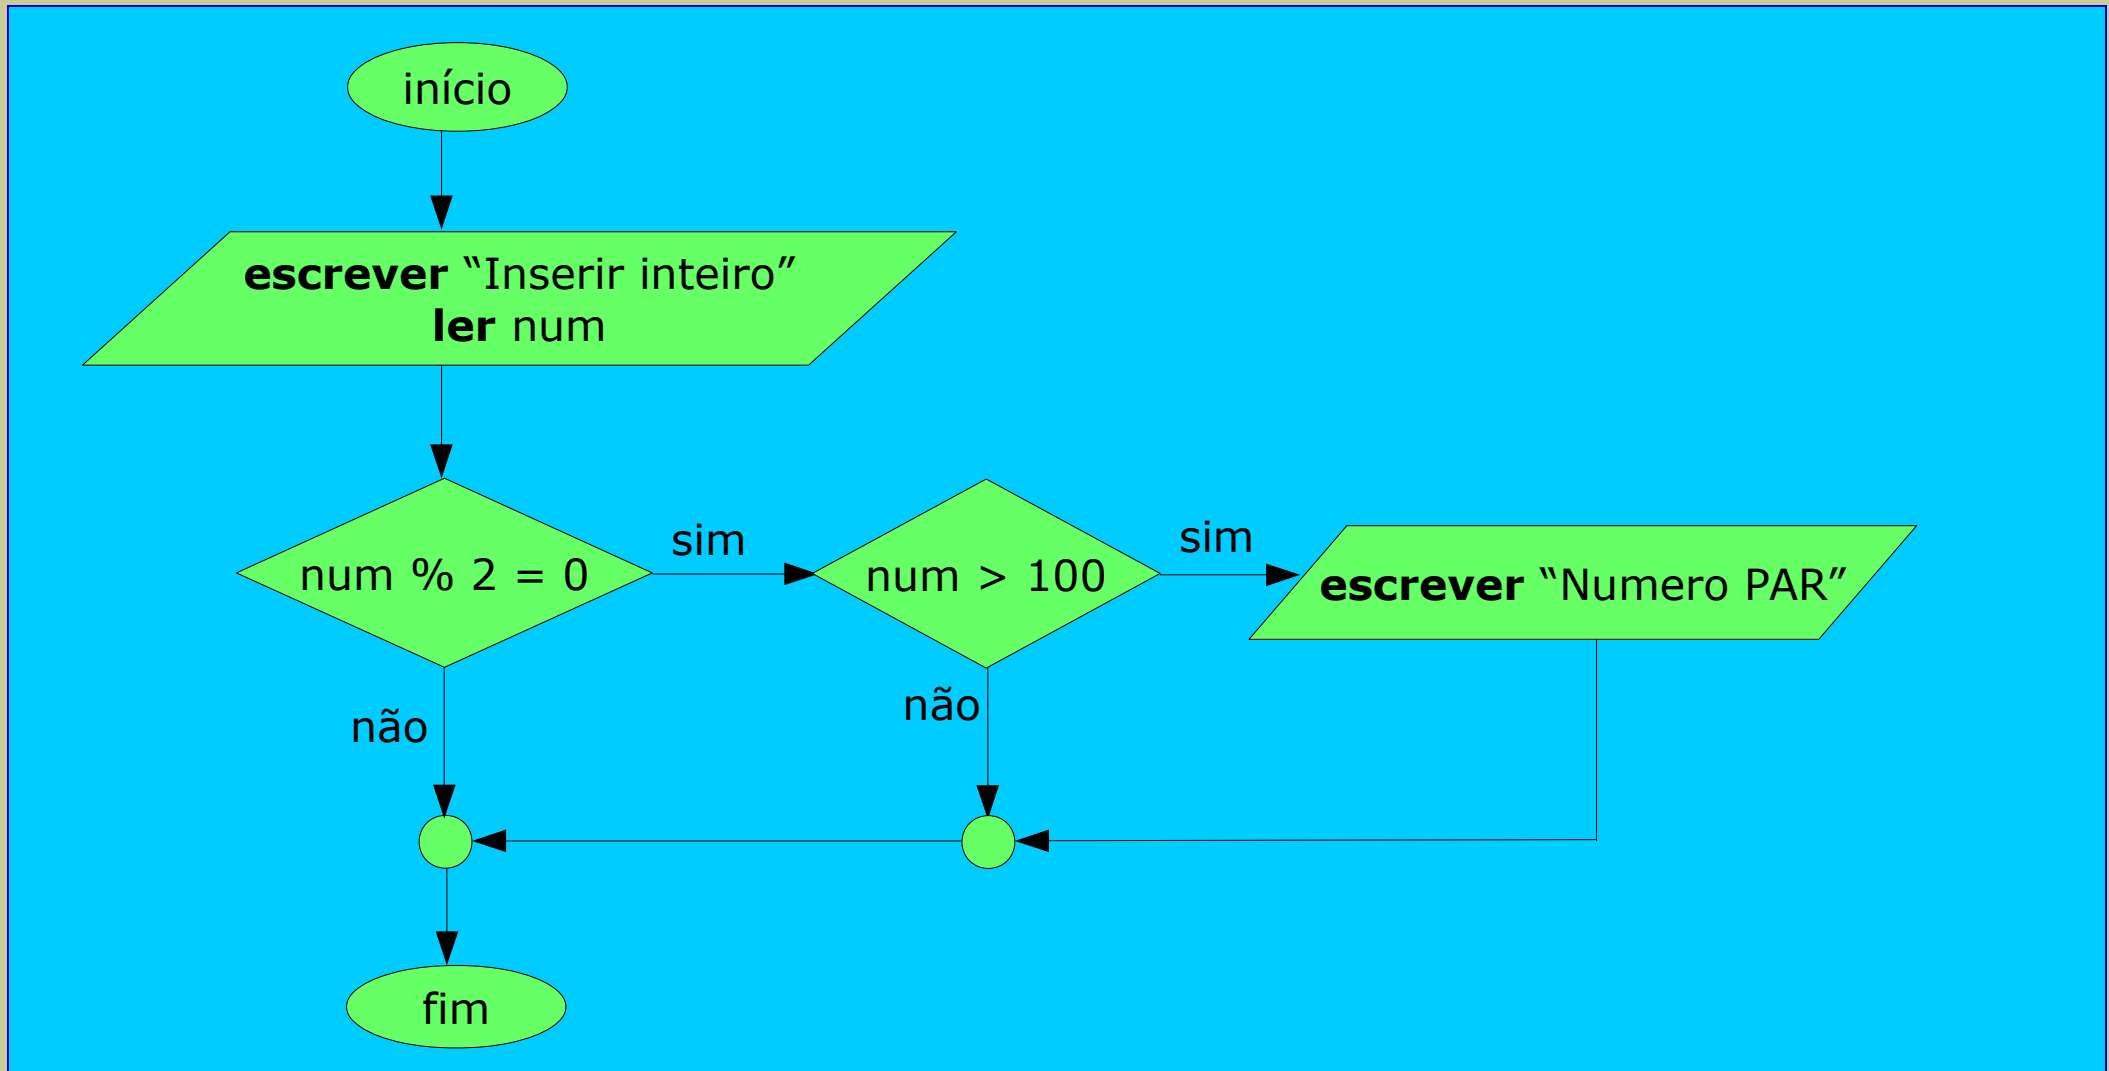 início
escrever “Inserir inteiro”
ler num
num % 2 = 0
sim
num > 100
sim
escrever “Numero PAR”
não
não
fim